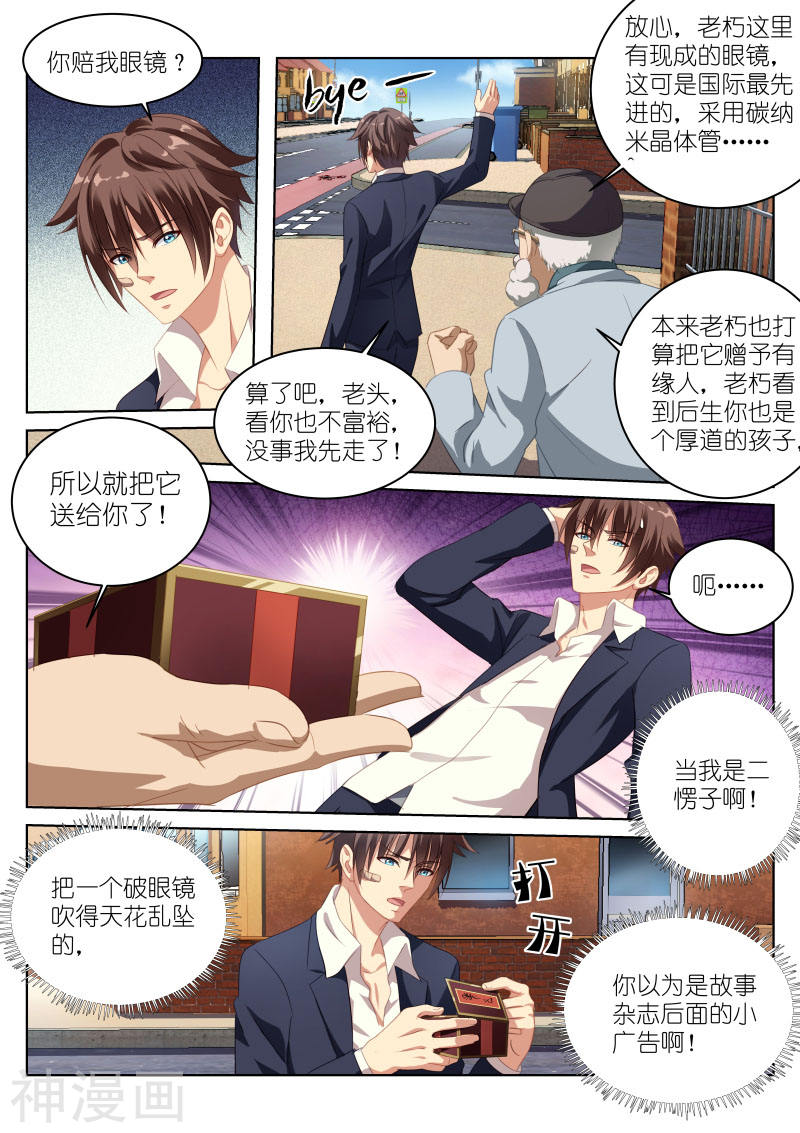 你赔我眼镜？
bye
放心，老朽这里
有现成的眼镜，
这可是国际最先
进的，采用碳纳
米晶体管……
算了吧，老头，
看你也不富裕，
没事我先走了！
本来老朽也打
算把它赠予有
缘人，老朽看
到后生你也是
个厚道的孩子，
所以就把它
送给你了！
呃……
当我是二
愣子啊！
把一个破眼镜
吹得天花乱坠
的，
打
开
你以为是故事
杂志后面的小
广告啊！
神漫画